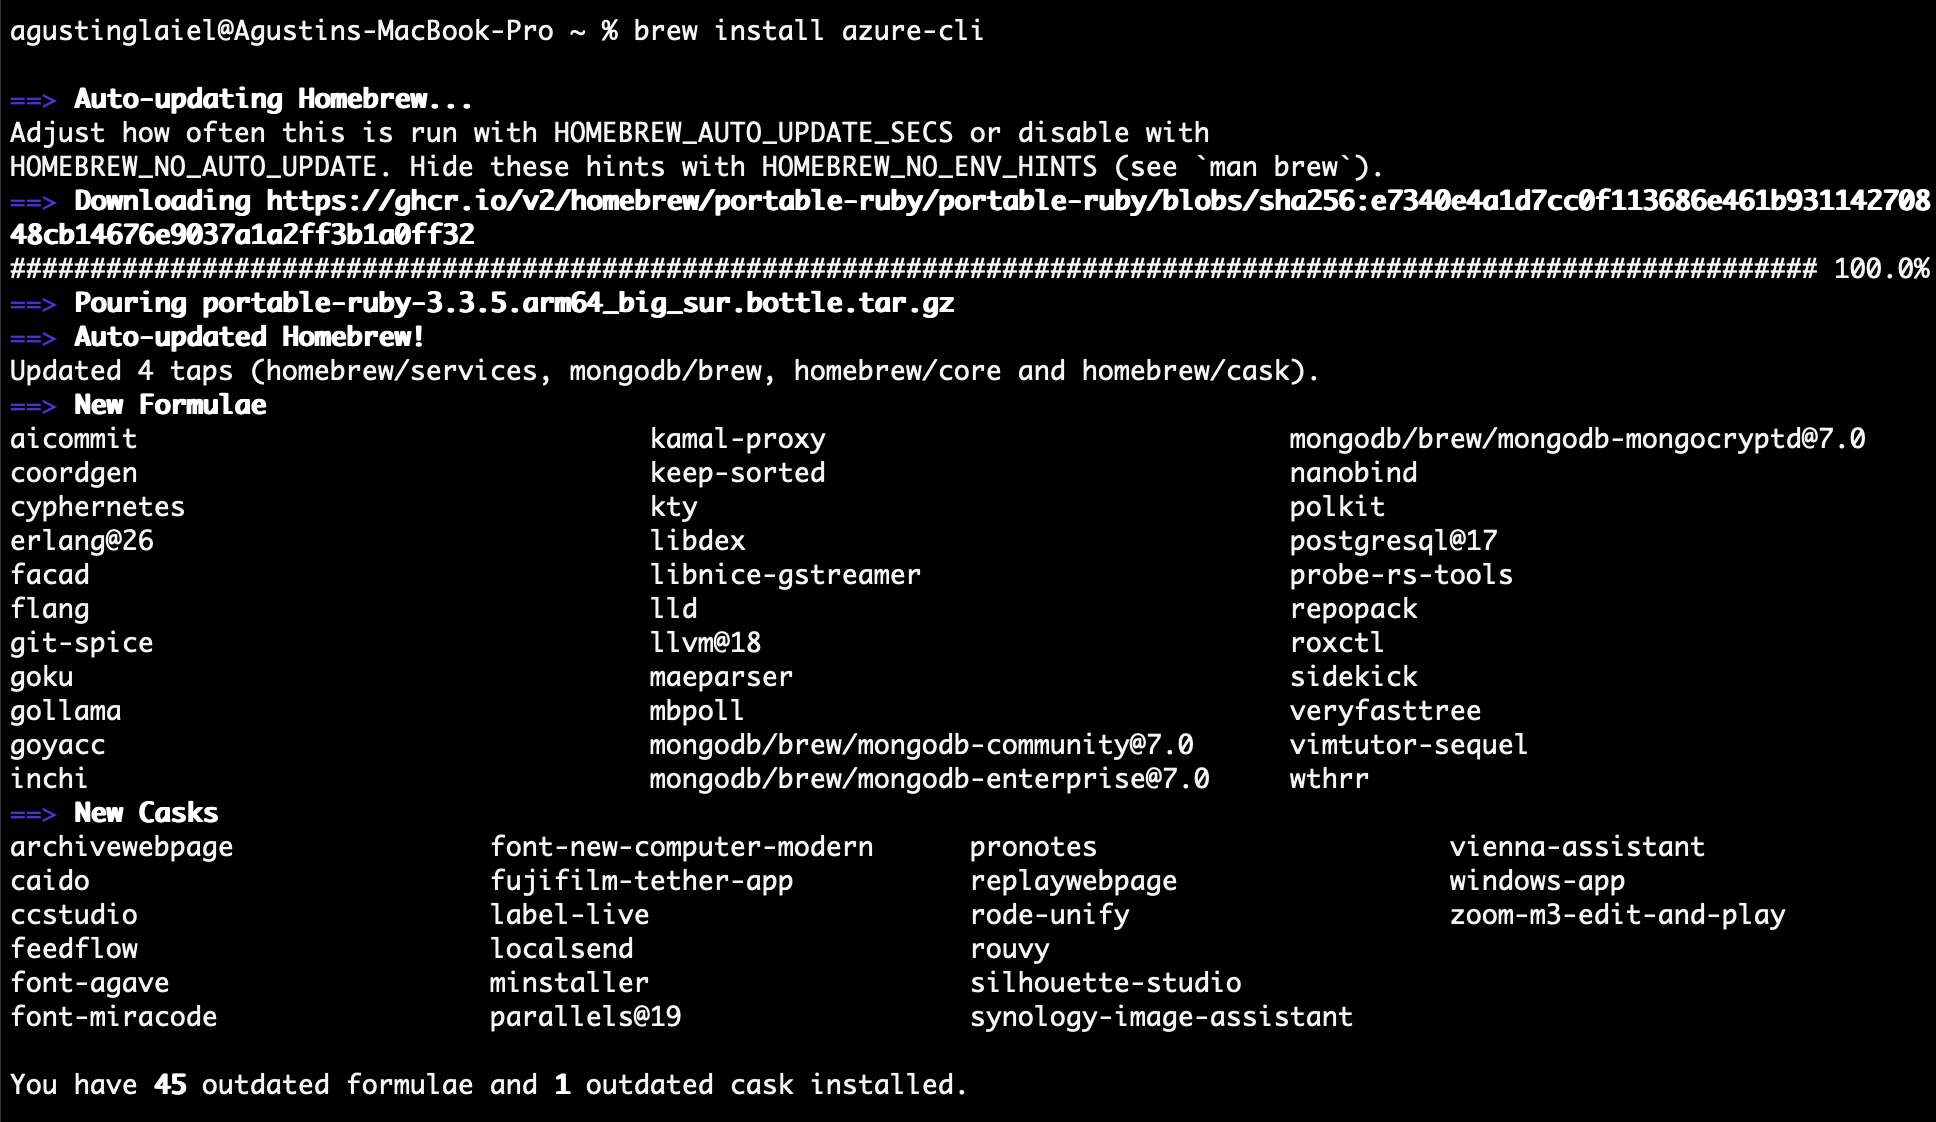 agustinglaiel@Agustins-MacBook-Pro ~ % brew install azure-cli
==> Auto-updating Homebrew...
Adjust how often this is run with HOMEBREW_AUTO_UPDATE_SECS or disable with
HOMEBREW_NO_AUTO_UPDATE. Hide these hints with HOMEBREW_NO_ENV_HINTS (see `man brew`).
==> Downloading https://ghcr.io/v2/homebrew/portable-ruby/portable-ruby/blobs/sha256:e7340e4a1d7cc0f113686e461b931142708
48cb14676e9037a1a2ff3b1a0ff32
################################################################################################################# 100.0%
==> Pouring portable-ruby-3.3.5.arm64_big_sur.bottle.tar.gz
==> Auto-updated Homebrew!
Updated 4 taps (homebrew/services, mongodb/brew, homebrew/core and homebrew/cask).
==> New Formulae
aicommit kamal-proxy mongodb/brew/mongodb-mongocryptd@7.0
coordgen keep-sorted nanobind
cyphernetes kty polkit
erlang@26 libdex postgresql@17
facad libnice-gstreamer probe-rs-tools
flang lld repopack
git-spice llvm@18 roxctl
goku maeparser sidekick
gollama mbpoll veryfasttree
goyacc mongodb/brew/mongodb-community@7.0 vimtutor-sequel
inchi mongodb/brew/mongodb-enterprise@7.0 wthrr
==> New Casks
archivewebpage font-new-computer-modern pronotes vienna-assistant
caido fujifilm-tether-app replaywebpage windows-app
ccstudio label-live rode-unify zoom-m3-edit-and-play
feedflow localsend rouvy
font-agave minstaller silhouette-studio
font-miracode parallels@19 synology-image-assistant
You have 45 outdated formulae and 1 outdated cask installed.